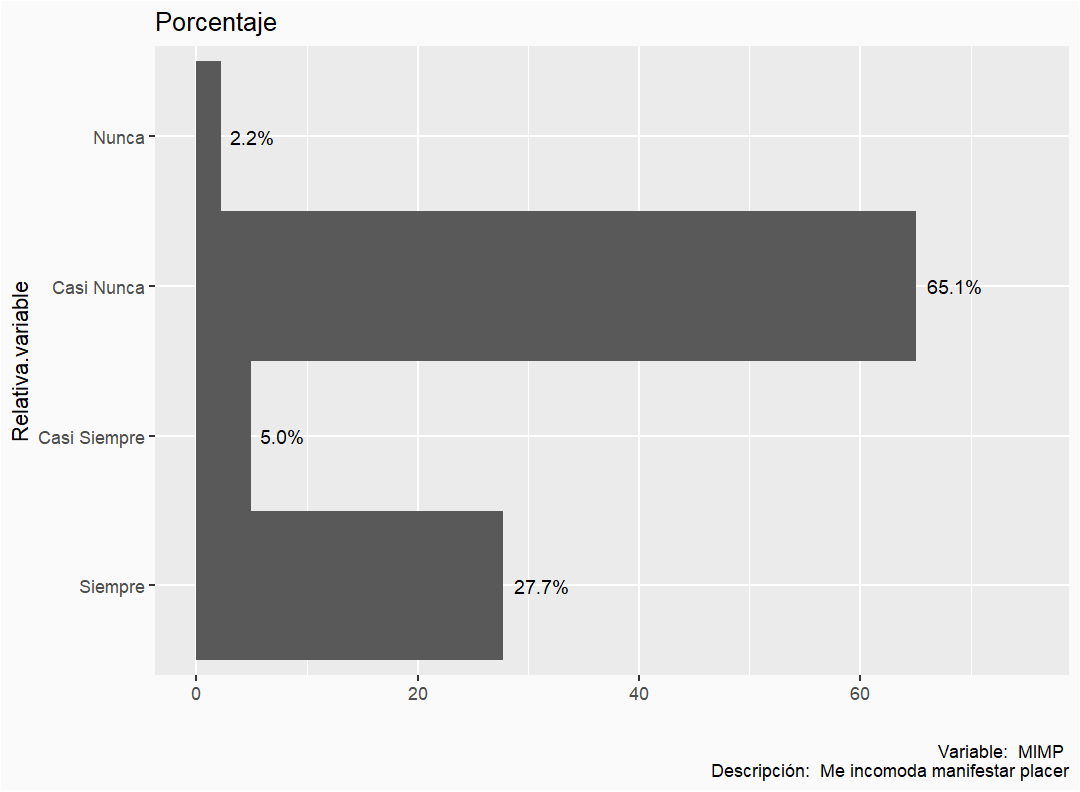 Porcentaje
Nunca
2.2%
Casi Nunca
65.1%
Relativa.variable
Casi Siempre
5.0%
Siempre
27.7%
0 20 40 60
Variable: MIMP
Descripción: Me incomoda manifestar placer